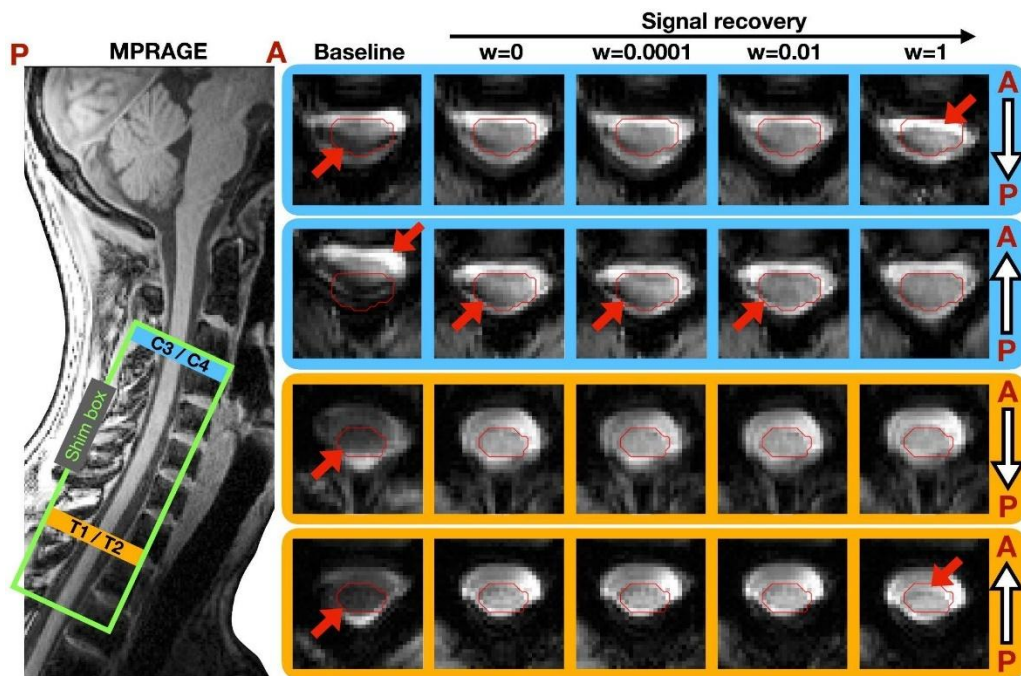 Signal recovery
P MPRAGE A Baseline w=0 w=0.0001 w=0.01 w=1
A
P
C3 / C4
Shim box
T1 / T2
A
P
A
P
A
P